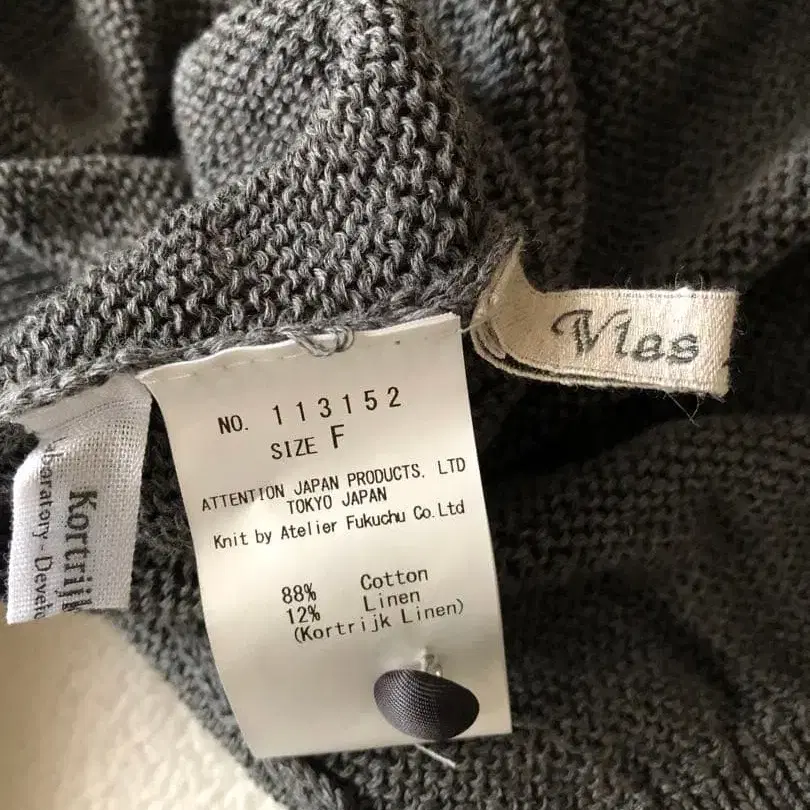 Vlas
NO. 113152
SIZE F
ATTENTION JAPAN PRODUCTS. LTD
TOKYO JAPAN
Knit by Atelier Fukuchu Co.Ltd
88% Cotton
12% Linen
(Kortrijk Linen)
Kortrijk